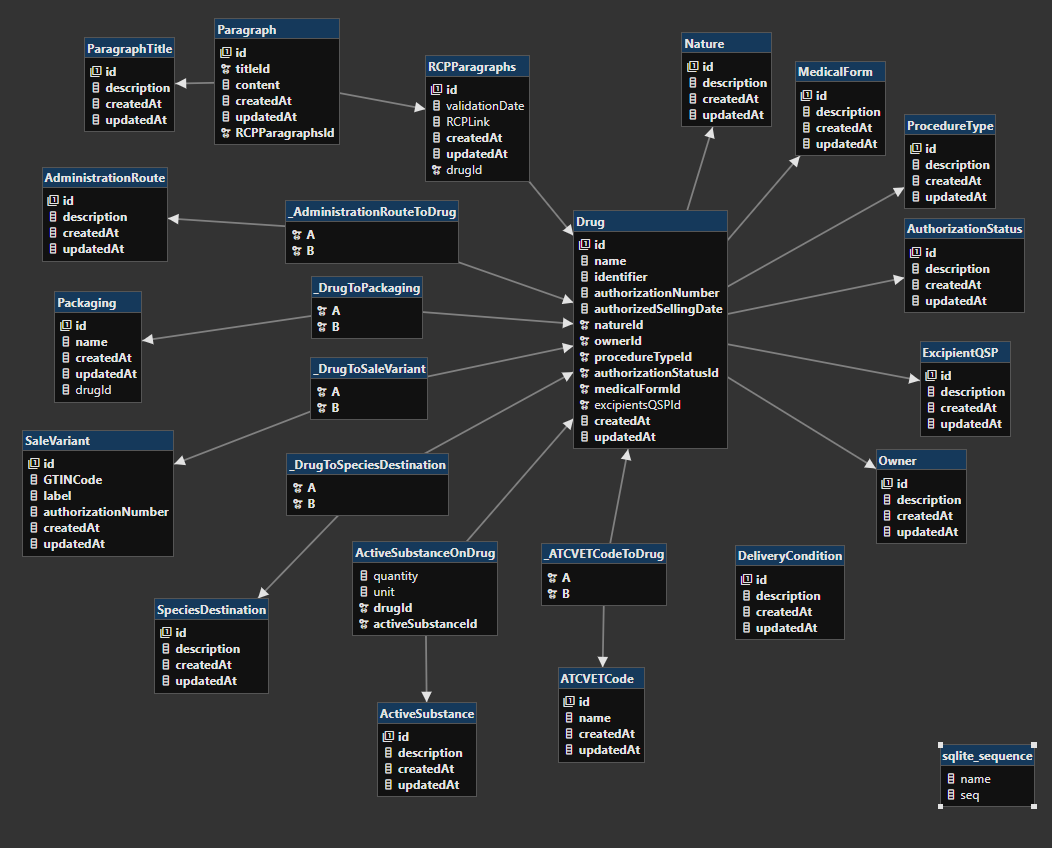 ParagraphTitle
id
description
createdAt
updatedAt
Paragraph
id
titleId
content
createdAt
updatedAt
RCPParagraphsId
RCPParagraphs
id
validationDate
RCPLink
createdAt
updatedAt
drugId
Nature
id
description
createdAt
updatedAt
MedicalForm
id
description
createdAt
updatedAt
ProcedureType
id
description
createdAt
updatedAt
AdministrationRoute
id
description
createdAt
updatedAt
_AdministrationRouteToDrug
A
B
Drug
id
name
identifier
authorizationNumber
authorizedSellingDate
natureId
ownerId
procedureTypeId
authorizationStatusId
medicalFormId
excipientsQSPId
createdAt
updatedAt
AuthorizationStatus
id
description
createdAt
updatedAt
_DrugToPackaging
A
B
Packaging
id
name
createdAt
updatedAt
drugId
_DrugToSaleVariant
A
B
ExcipientQSP
id
description
createdAt
updatedAt
SaleVariant
id
GTINCode
label
authorizationNumber
createdAt
updatedAt
_DrugToSpeciesDestination
A
B
Owner
id
description
createdAt
updatedAt
ActiveSubstanceOnDrug
quantity
unit
drugId
activeSubstanceId
_ATCVETCodeToDrug
A
B
DeliveryCondition
id
description
createdAt
updatedAt
SpeciesDestination
id
description
createdAt
updatedAt
ATCVETCode
id
name
createdAt
updatedAt
ActiveSubstance
id
description
createdAt
updatedAt
sqlite_sequence
name
seq